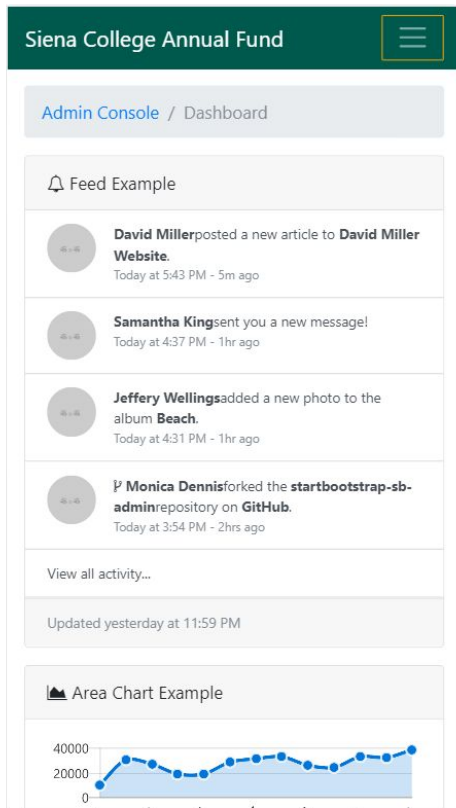 Siena College Annual Fund
Admin Console / Dashboard
Feed Example
David Millerposted a new article to David Miller
Website.
Today at 5:43 PM - 5m ago
Samantha Kingsent you a new message!
Today at 4:37 PM - 1hr ago
Jeffery Wellingsadded a new photo to the
album Beach.
Today at 4:31 PM - 1hr ago
Monica Dennisforked the startbootstrap-sb-
adminrepository on GitHub.
Today at 3:54 PM - 2hrs ago
View all activity...
Updated yesterday at 11:59 PM
Area Chart Example
40000
20000
0